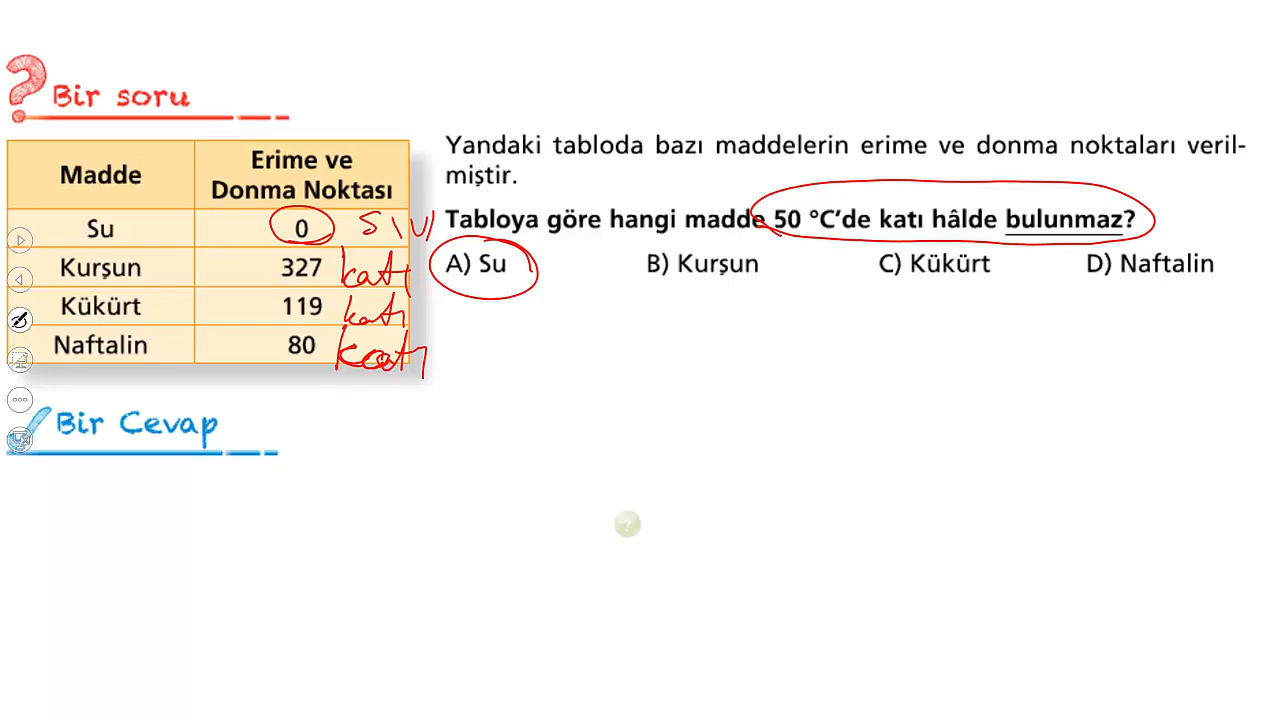 Bir soru
Madde Erime ve Donma Noktası
Su 0 sıvı
Kurşun 327 katı
Kükürt 119 katı
Naftalin 80 katı
Yandaki tabloda bazı maddelerin erime ve donma noktaları veril-
miştir.
Tabloya göre hangi madde 50 °C'de katı hâlde bulunmaz?
A) Su B) Kurşun C) Kükürt D) Naftalin
Bir Cevap
?